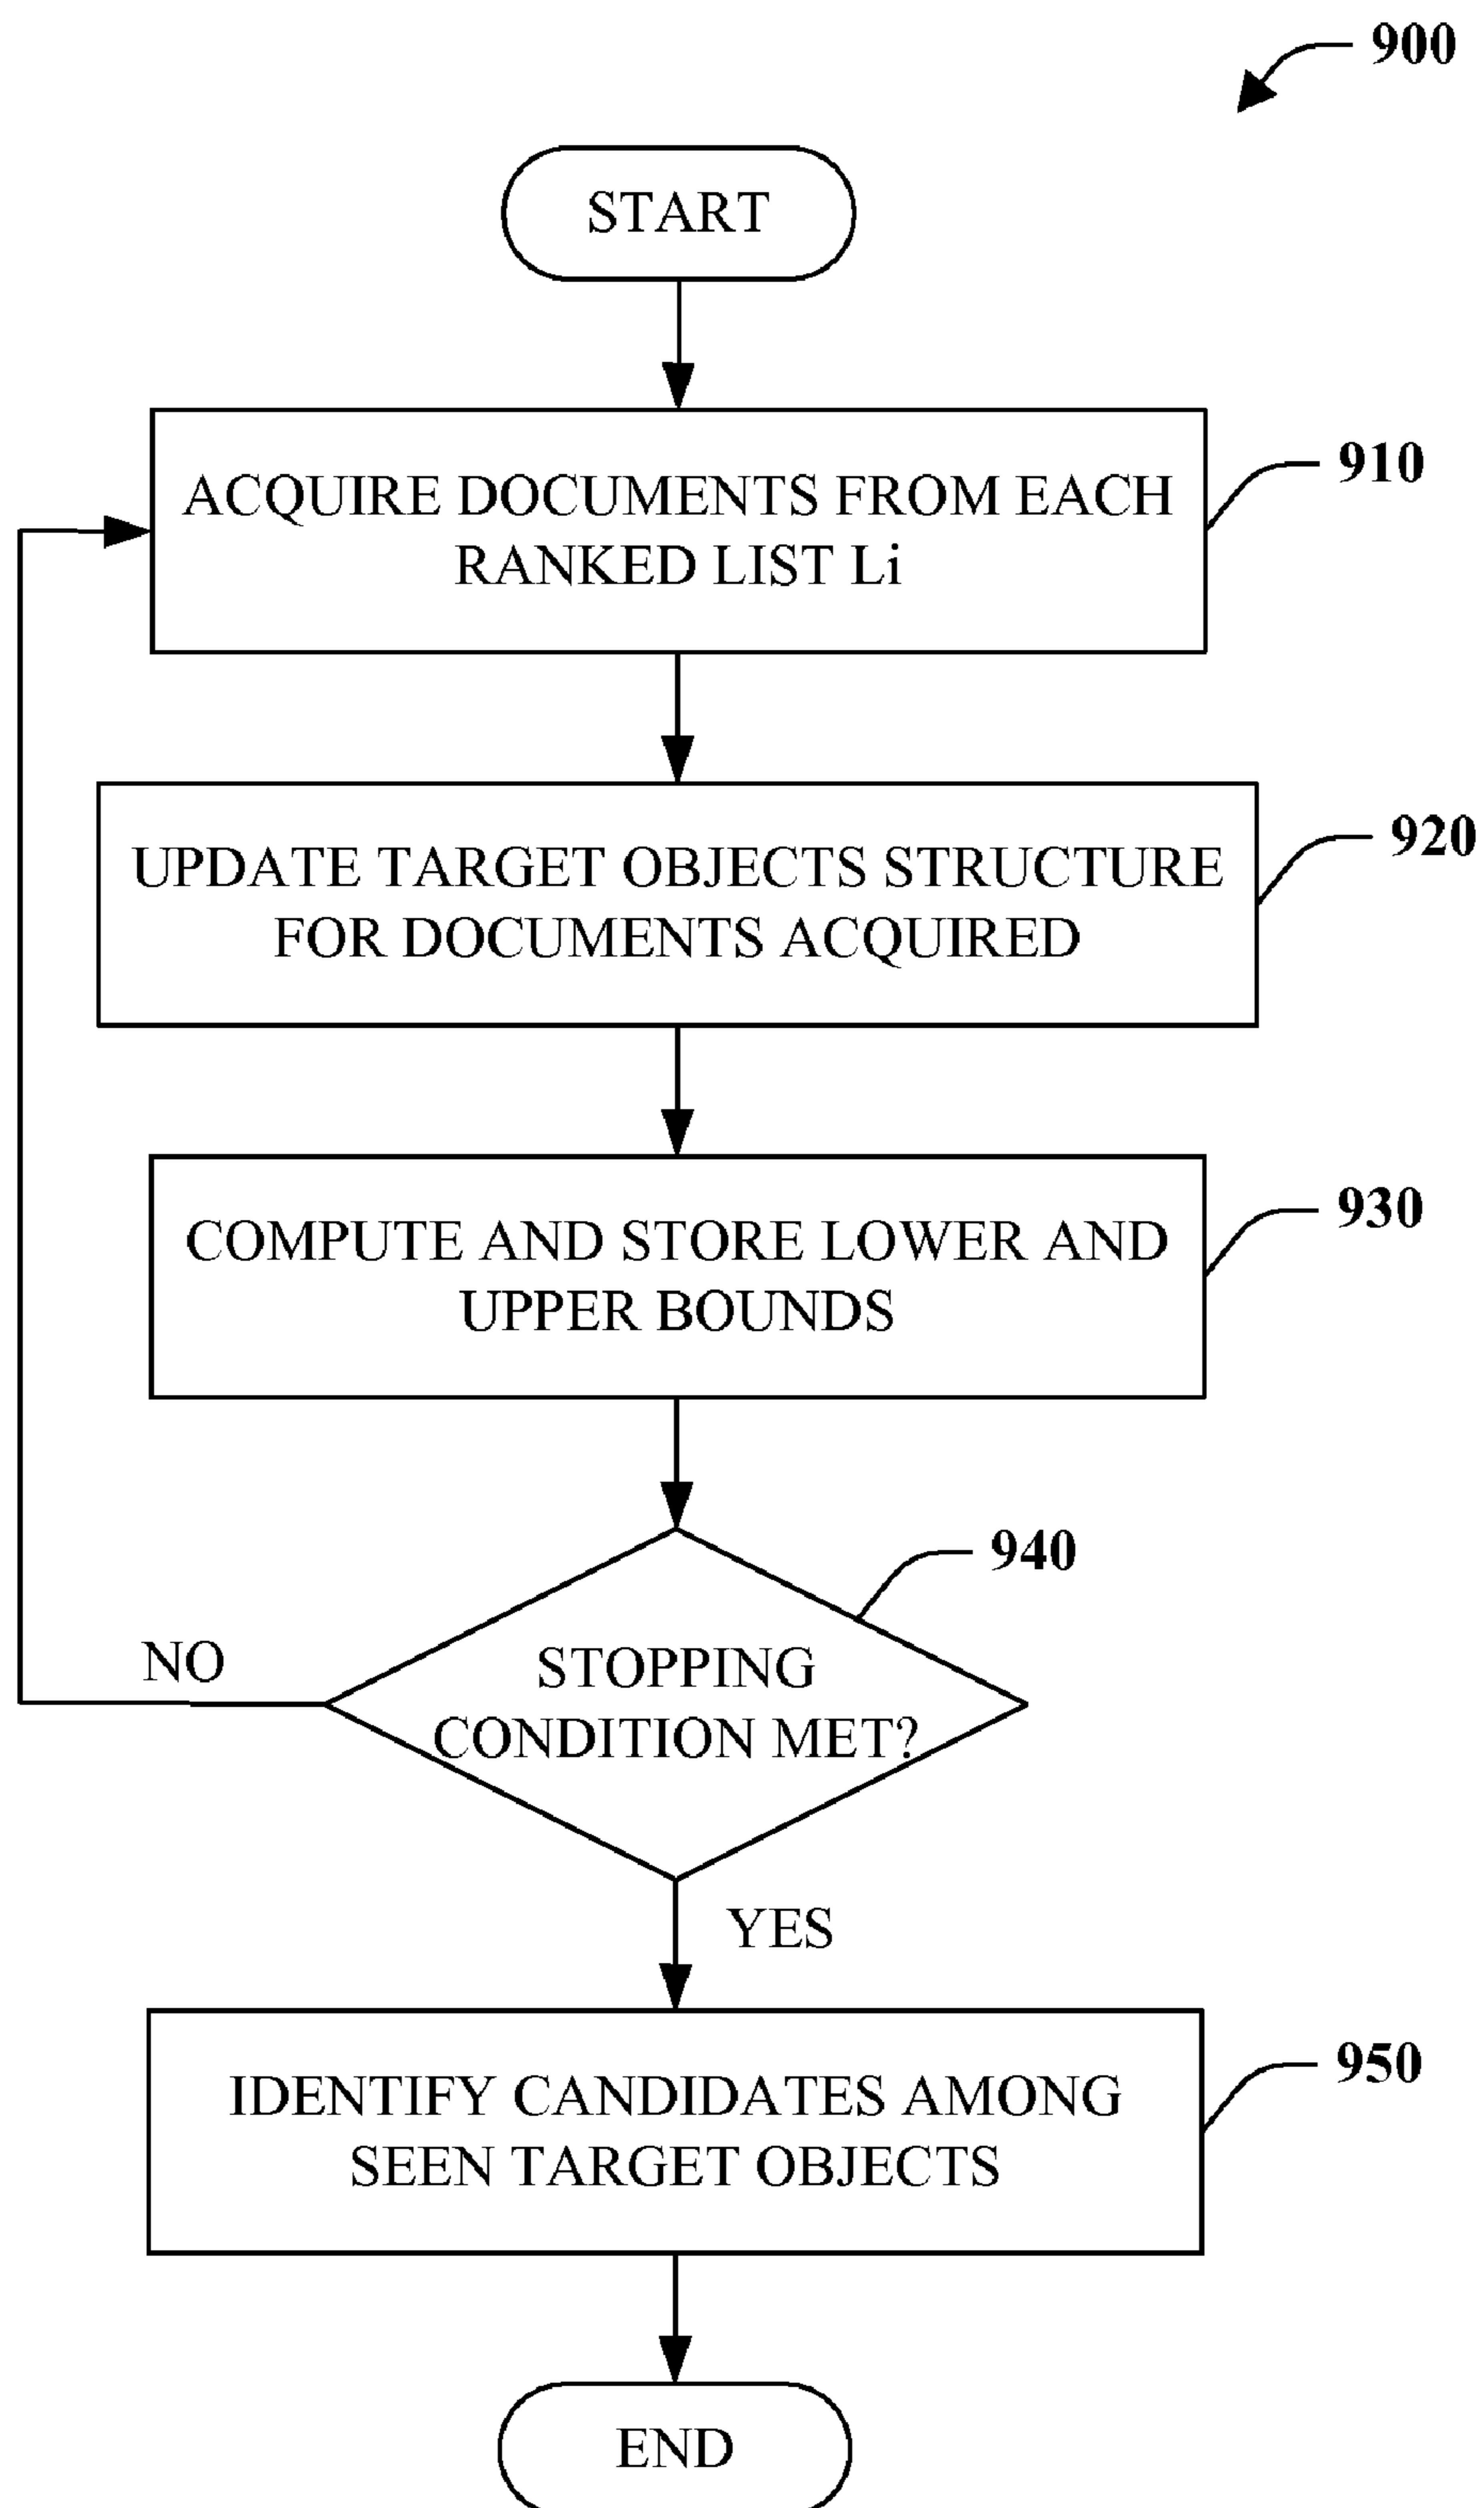 900
START
ACQUIRE DOCUMENTS FROM EACH
RANKED LIST Li
910
UPDATE TARGET OBJECTS STRUCTURE
FOR DOCUMENTS ACQUIRED
920
COMPUTE AND STORE LOWER AND
UPPER BOUNDS
930
940
STOPPING
CONDITION MET?
NO
YES
IDENTIFY CANDIDATES AMONG
SEEN TARGET OBJECTS
950
END